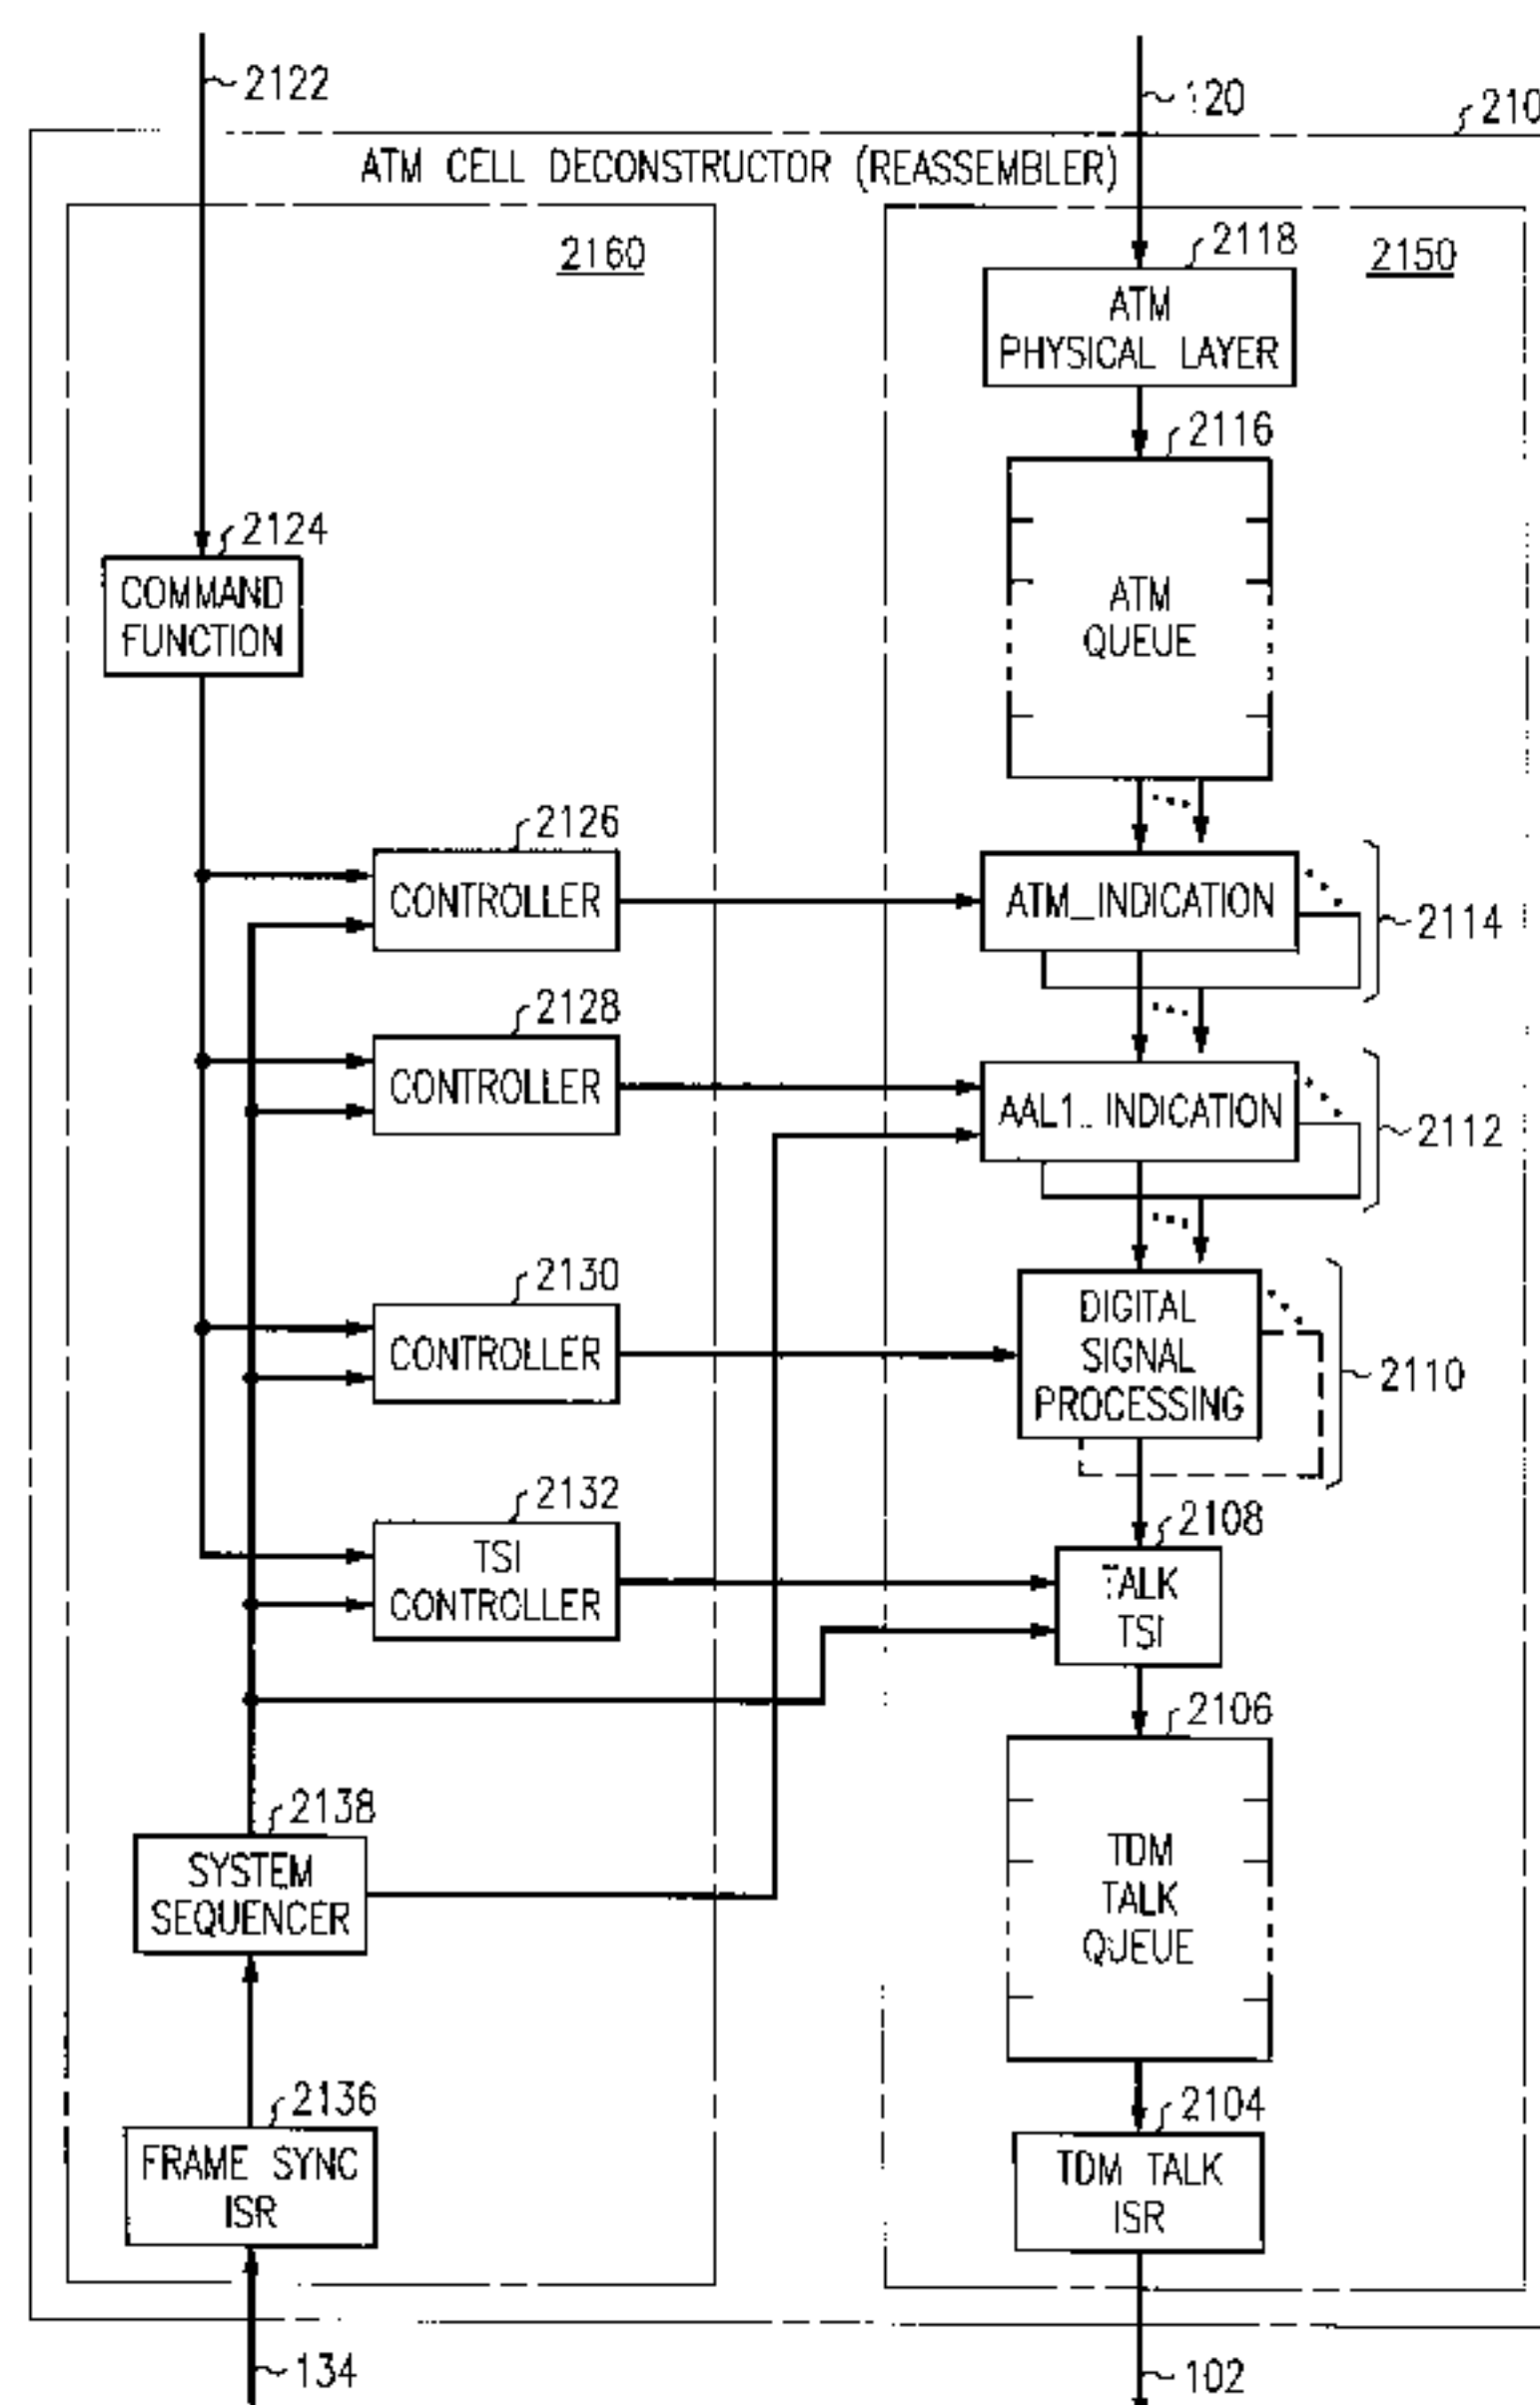 2122
120
210
ATM CELL DECONSTRUCTOR (REASSEMBLER)
2160
2150
2118
ATM
PHYSICAL LAYER
2116
ATM
QUEUE
2124
COMMAND
FUNCTION
2126
CONTROLLER
ATM_INDICATION
2114
2128
CONTROLLER
AAL1_INDICATION
2112
2130
CONTROLLER
DIGITAL
SIGNAL
PROCESSING
2110
2132
TSI
CONTROLLER
2108
TALK
TSI
2106
TDM
TALK
QUEUE
2138
SYSTEM
SEQUENCER
2136
FRAME SYNC
ISR
2104
TDM TALK
ISR
134
102